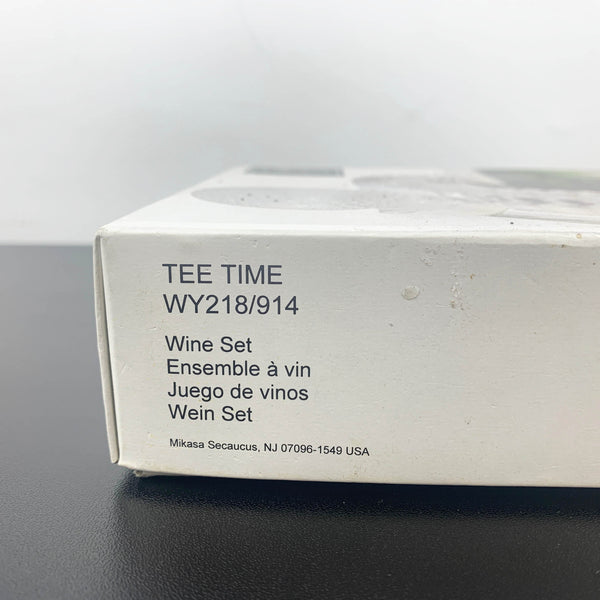 TEE TIME
WY218/914
Wine Set
Ensemble à vin
Juego de vinos
Wein Set
Mikasa Secaucus, NJ 07096-1549 USA